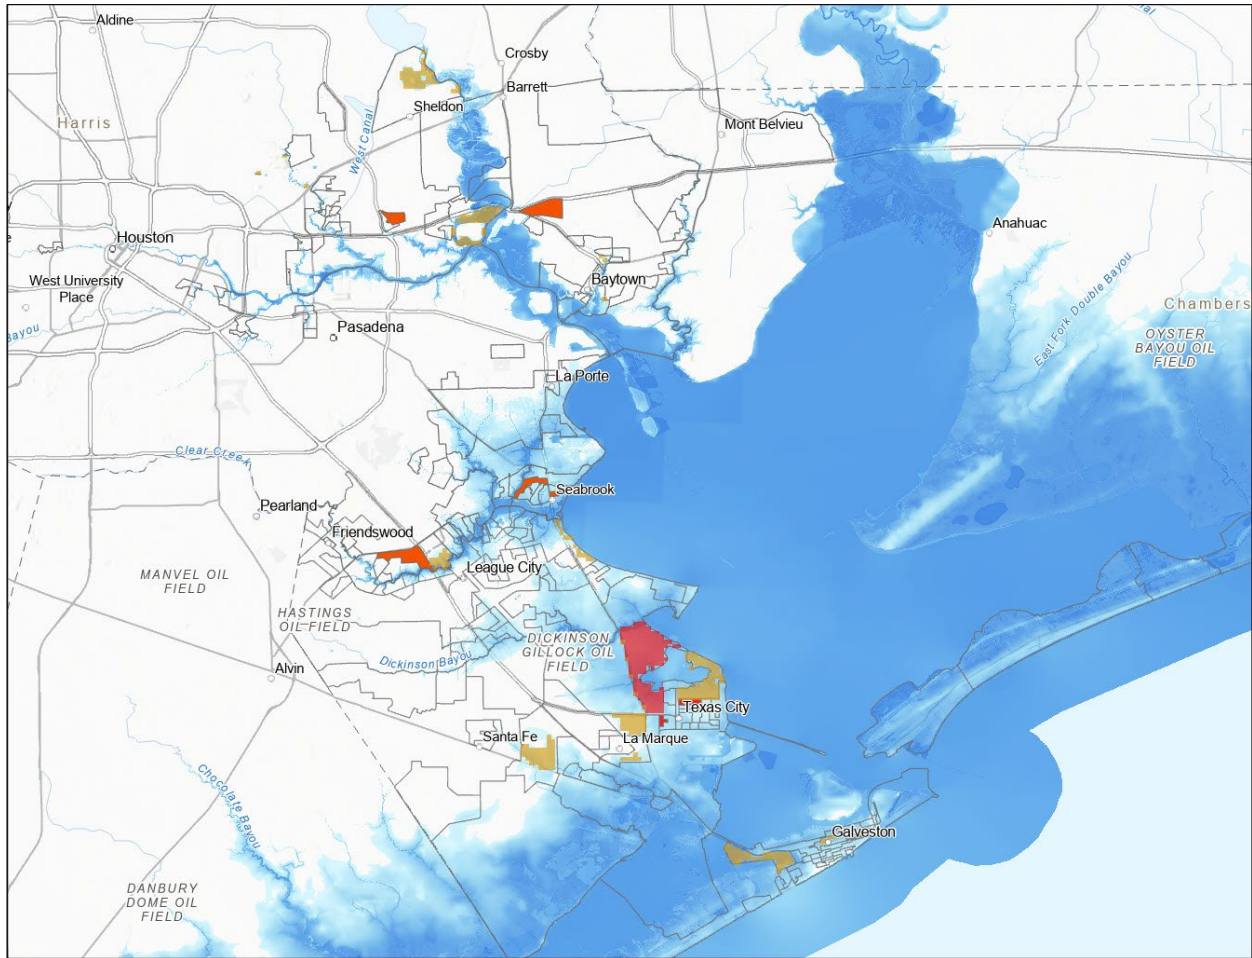 Aldine
Crosby
Barrett
Sheldon
Harris
West Canal
Mont Belvieu
Anahuac
Houston
West University
Place
Bayou
Baytown
Pasadena
East Fork Double Bayou
Chambers
OYSTER
BAYOU OIL
FIELD
La Porte
Clear Creek
Seabrook
Pearland
Friendswood
League City
MANVEL OIL
FIELD
HASTINGS
OIL FIELD
DICKINSON
GILLOCK OIL
FIELD
Dickinson Bayou
Alvin
Texas City
Santa Fe
La Marque
Chocolate Bayou
Galveston
DANBURY
DOME OIL
FIELD